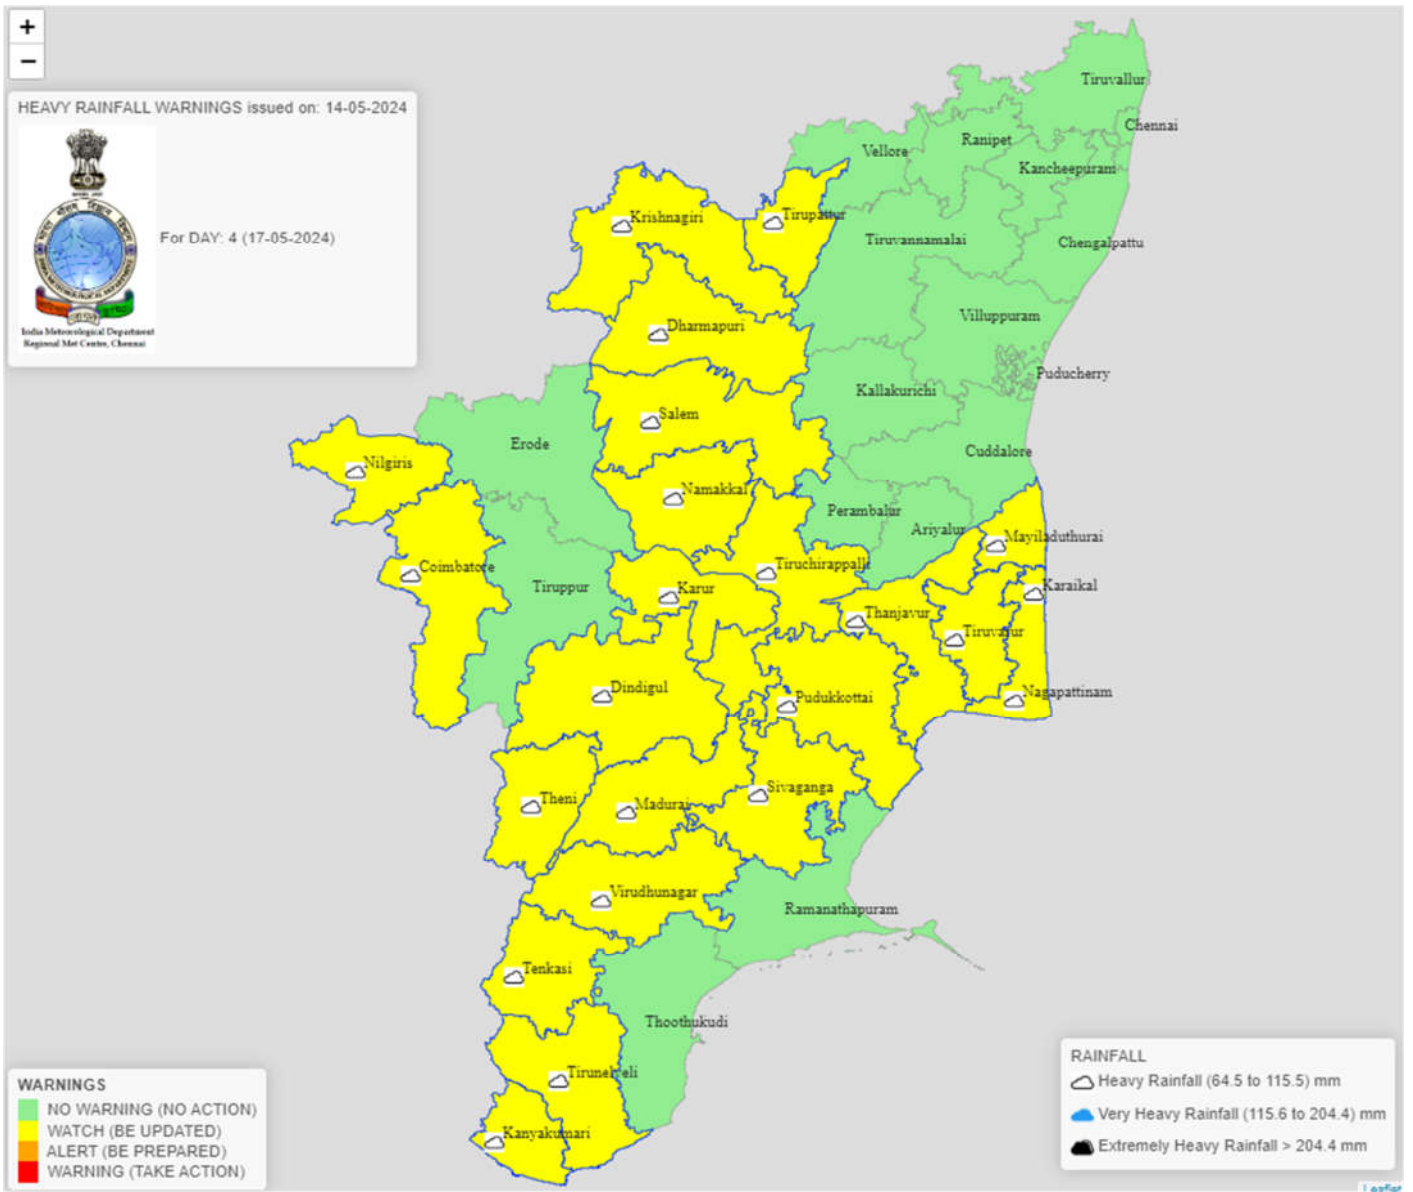 +
−
HEAVY RAINFALL WARNINGS issued on: 14-05-2024
For DAY: 4 (17-05-2024)
India Meteorological Department
Regional Met Centre, Chennai
Tiruvallur
Chennai
Ranipet
Vellore
Kancheepuram
Krishnagiri
Tirupattur
Tiruvannamalai
Chengalpattu
Villuppuram
Dharmapuri
Puducherry
Kallakurichi
Salem
Erode
Cuddalore
Nilgiris
Namakkal
Perambalur
Ariyalur
Mayiladuthurai
Coimbatore
Tiruchirappalli
Tiruppur
Karur
Karaikal
Thanjavur
Tiruvarur
Dindigul
Pudukkottai
Nagapattinam
Theni
Madurai
Sivaganga
Virudhunagar
Ramanathapuram
Tenkasi
Thoothukudi
Tirunelveli
Kanyakumari
WARNINGS
NO WARNING (NO ACTION)
WATCH (BE UPDATED)
ALERT (BE PREPARED)
WARNING (TAKE ACTION)
RAINFALL
Heavy Rainfall (64.5 to 115.5) mm
Very Heavy Rainfall (115.6 to 204.4) mm
Extremely Heavy Rainfall > 204.4 mm
Leaflet